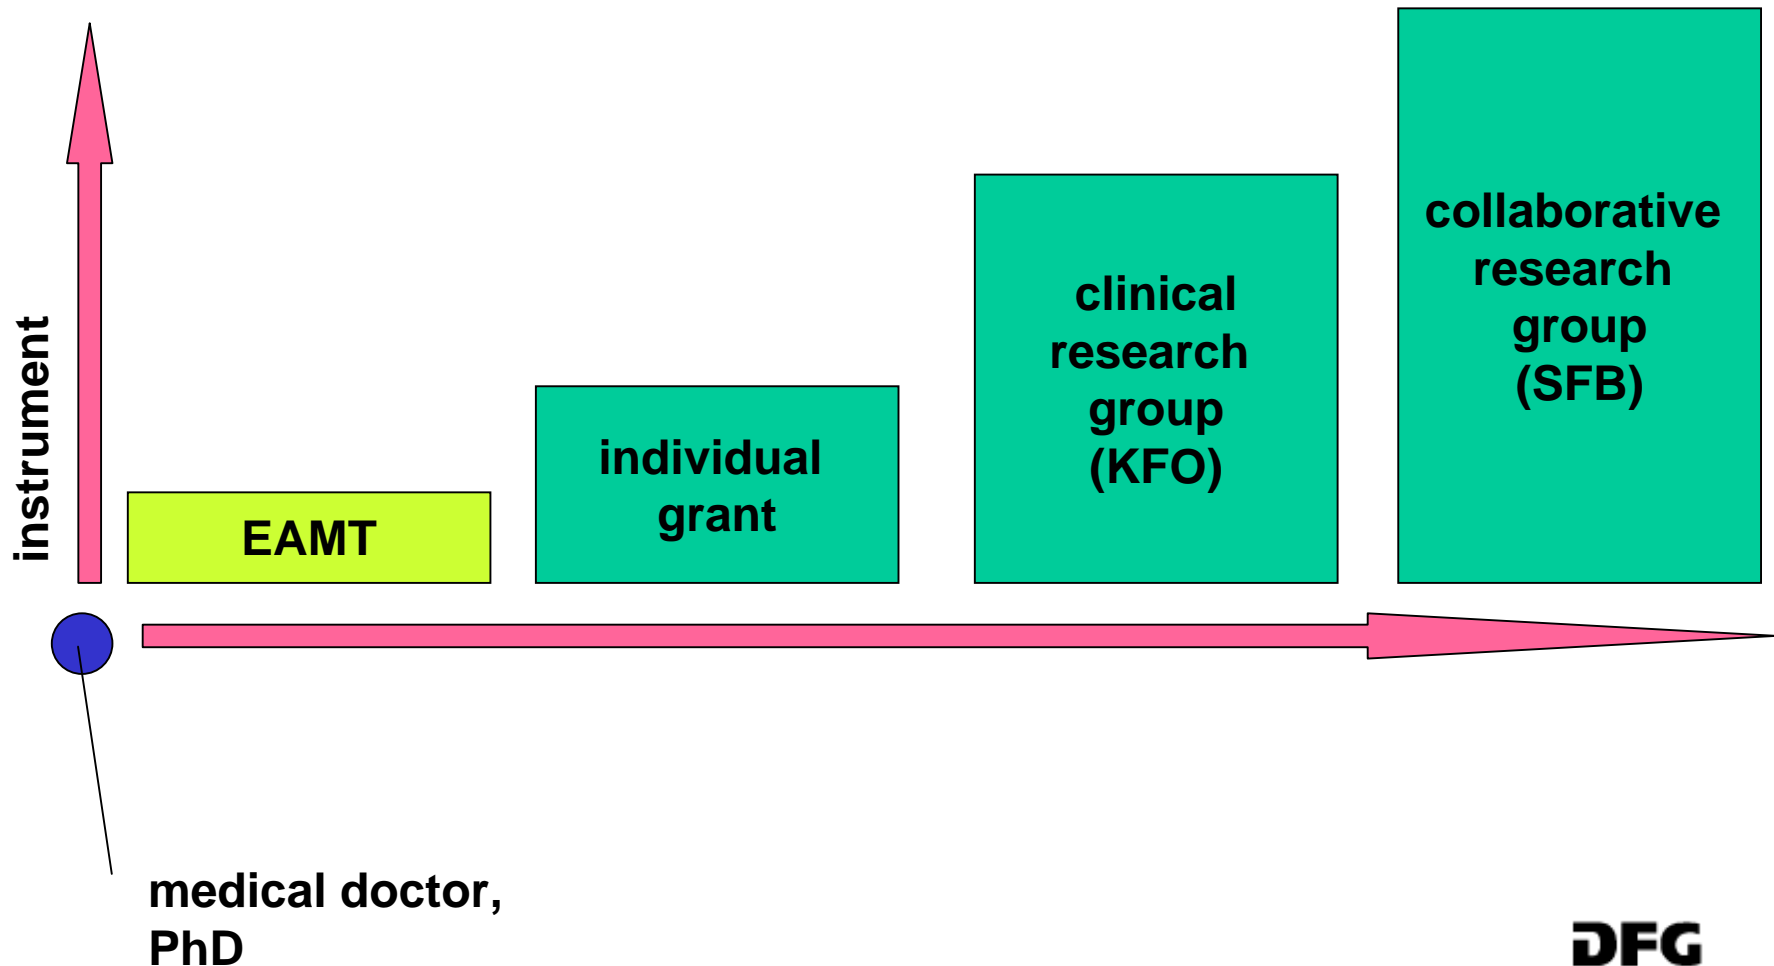 instrument
EAMT
individual
grant
clinical
research
group
(KFO)
collaborative
research
group
(SFB)
medical doctor,
PhD
DFG